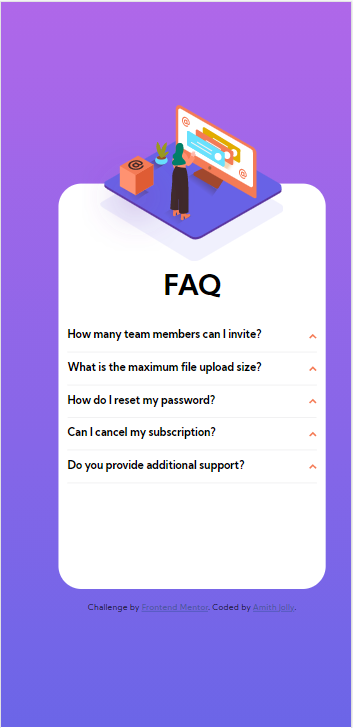 FAQ
How many team members can I invite?
What is the maximum file upload size?
How do I reset my password?
Can I cancel my subscription?
Do you provide additional support?
Challenge by Frontend Mentor. Coded by Amith Jolly.